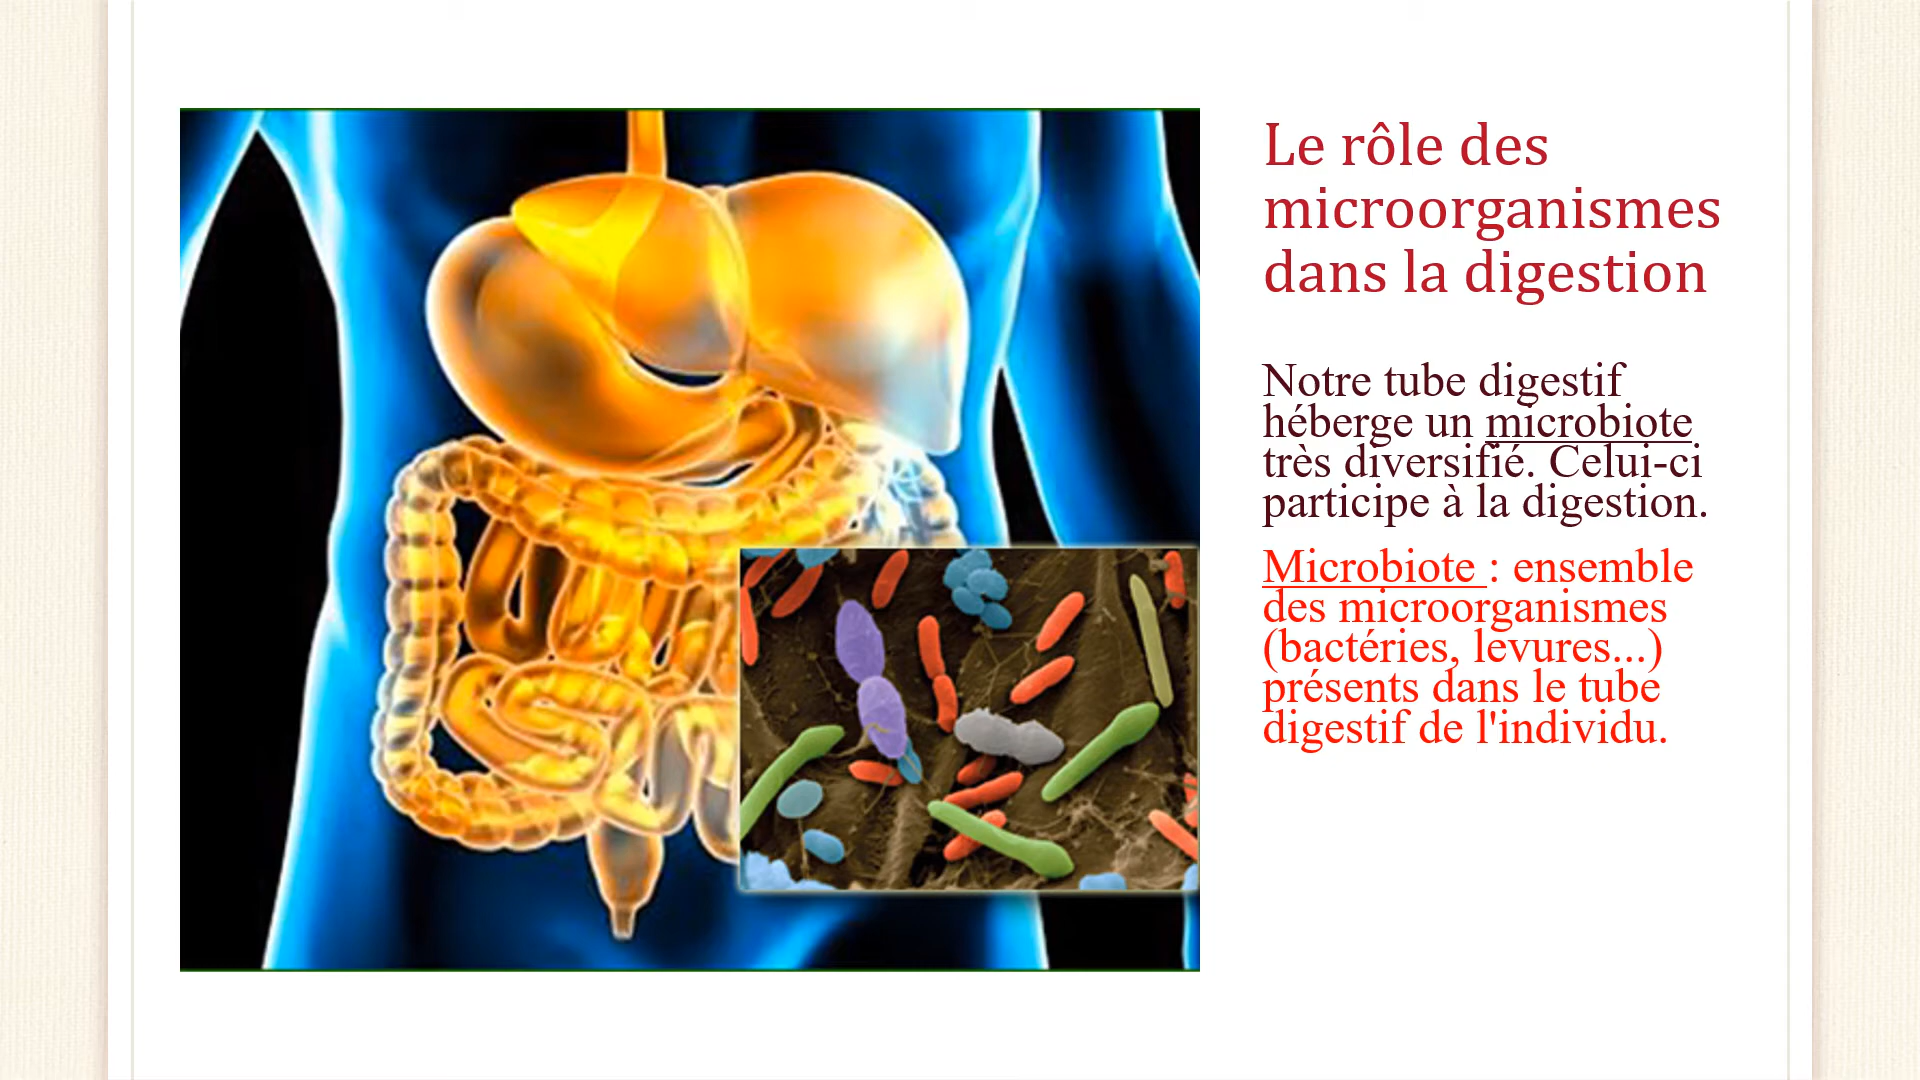 Le rôle des
microorganismes
dans la digestion
Notre tube digestif
héberge un microbiote
très diversifié. Celui-ci
participe à la digestion.
Microbiote : ensemble
des microorganismes
(bactéries, levures...)
présents dans le tube
digestif de l'individu.